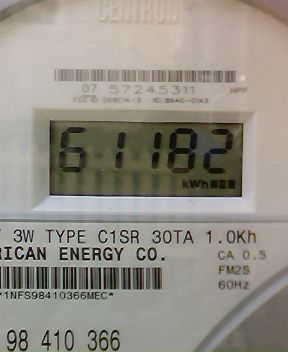 CENTRON
07 57245311
61182
kWh
3W TYPE C1SR 30TA 1.0Kh
RICAN ENERGY CO.
CA 0.5
FM2S
60Hz
*1NFS98410366MEC*
98 410 366